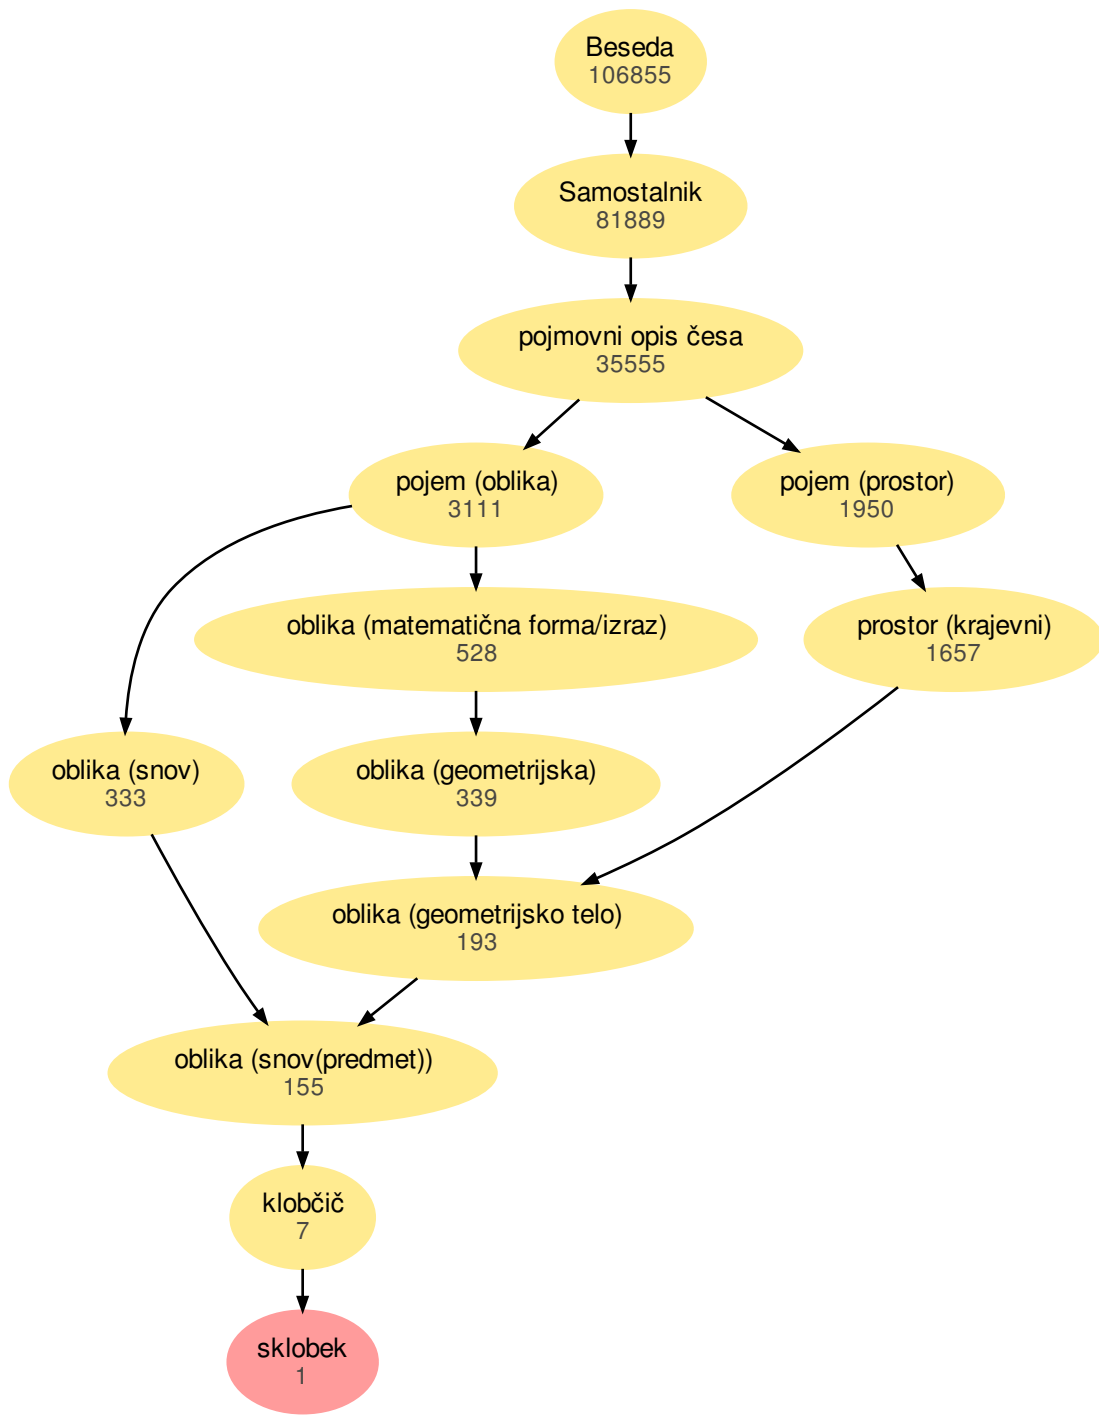 Beseda
106855
Samostalnik
81889
pojmovni opis česa
35555
pojem (oblika)
3111
pojem (prostor)
1950
oblika (matematična forma/izraz)
528
prostor (krajevni)
1657
oblika (snov)
333
oblika (geometrijska)
339
oblika (geometrijsko telo)
193
oblika (snov(predmet))
155
klobčič
7
sklobek
1